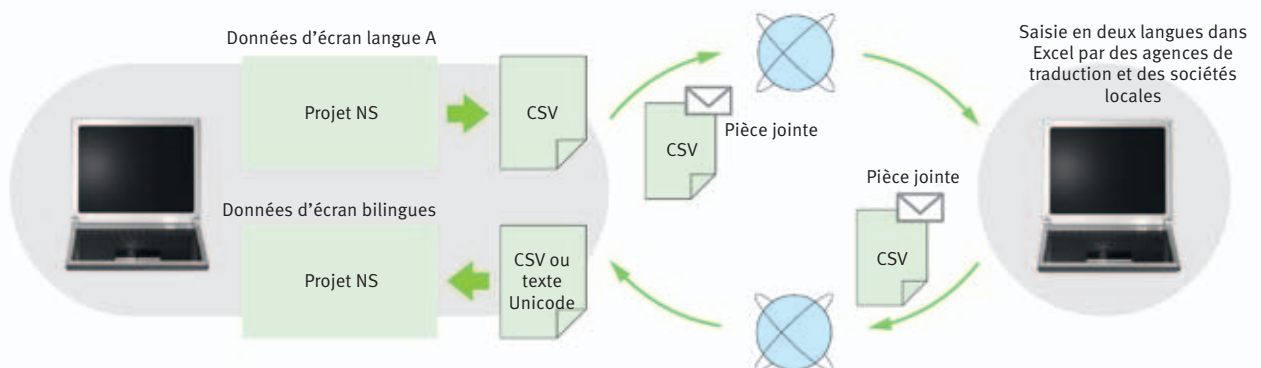 Données d'écran langue A
Projet NS
CSV
CSV
Pièce jointe
Saisie en deux langues dans
Excel par des agences de
traduction et des sociétés
locales
Pièce jointe
CSV
Données d'écran bilingues
Projet NS
CSV ou
texte
Unicode